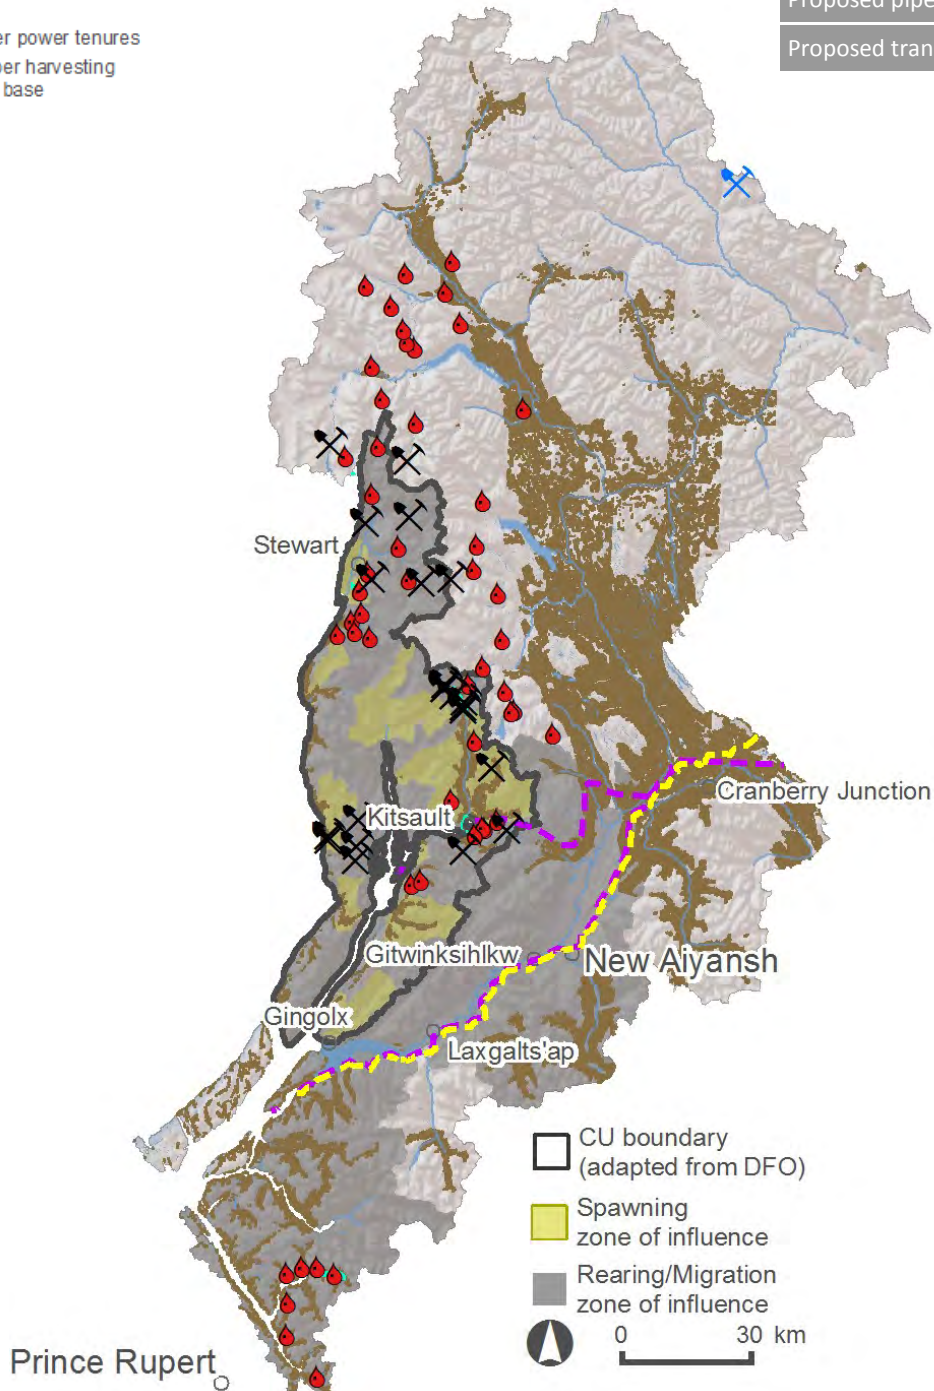 Proposed
er power tenures
Proposed
er harvesting
base
Stewart
Kitsault
Cranberry Junction
Gitwinksihlkw
New Aiyansh
Gingolx
Laxgalts'ap
CU boundary
(adapted from DFO)
Spawning
zone of influence
Rearing/Migration
zone of influence
0 30 km
Prince Rupert